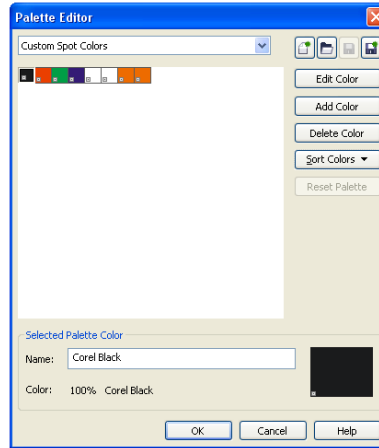 Palette Editor
Custom Spot Colors
Edit Color
Add Color
Delete Color
Sort Colors
Reset Palette
Selected Palette Color
Name: Corel Black
Color: 100% Corel Black
OK Cancel Help